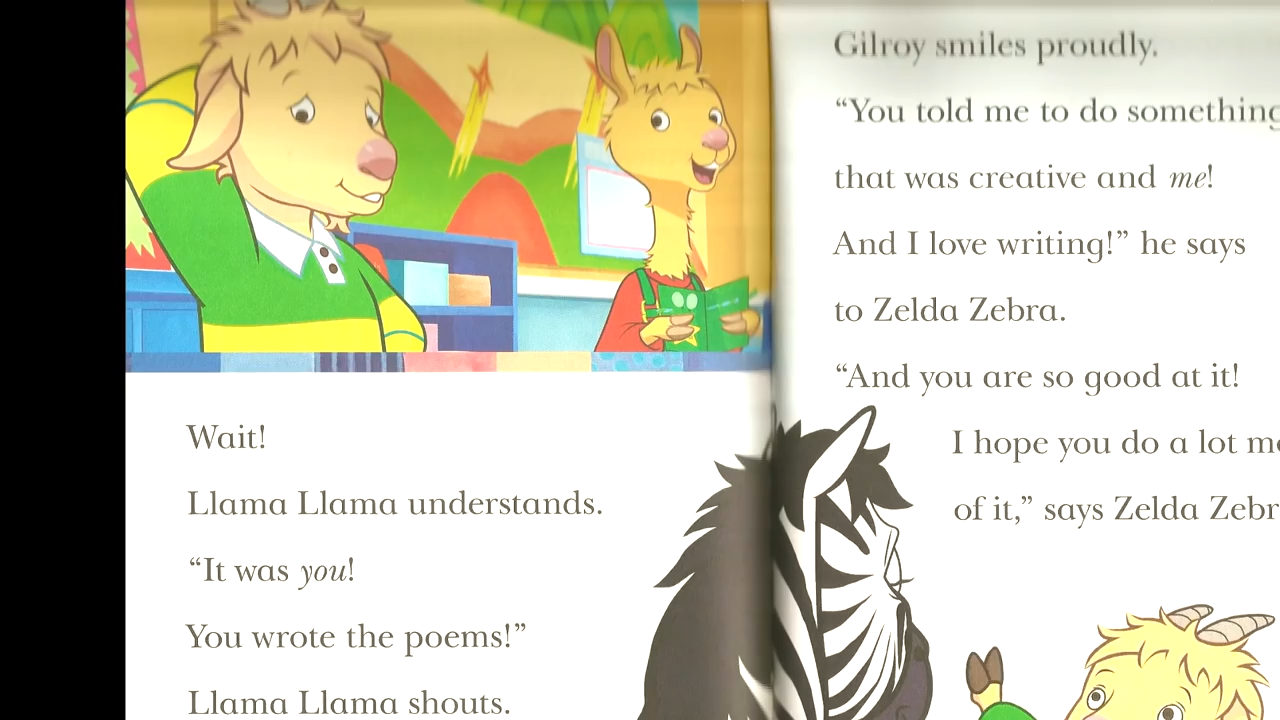 Wait!
Llama Llama understands.
“It was you!
You wrote the poems!”
Llama Llama shouts.
Gilroy smiles proudly.
“You told me to do something
that was creative and me!
And I love writing!” he says
to Zelda Zebra.
“And you are so good at it!
I hope you do a lot
of it,” says Zelda